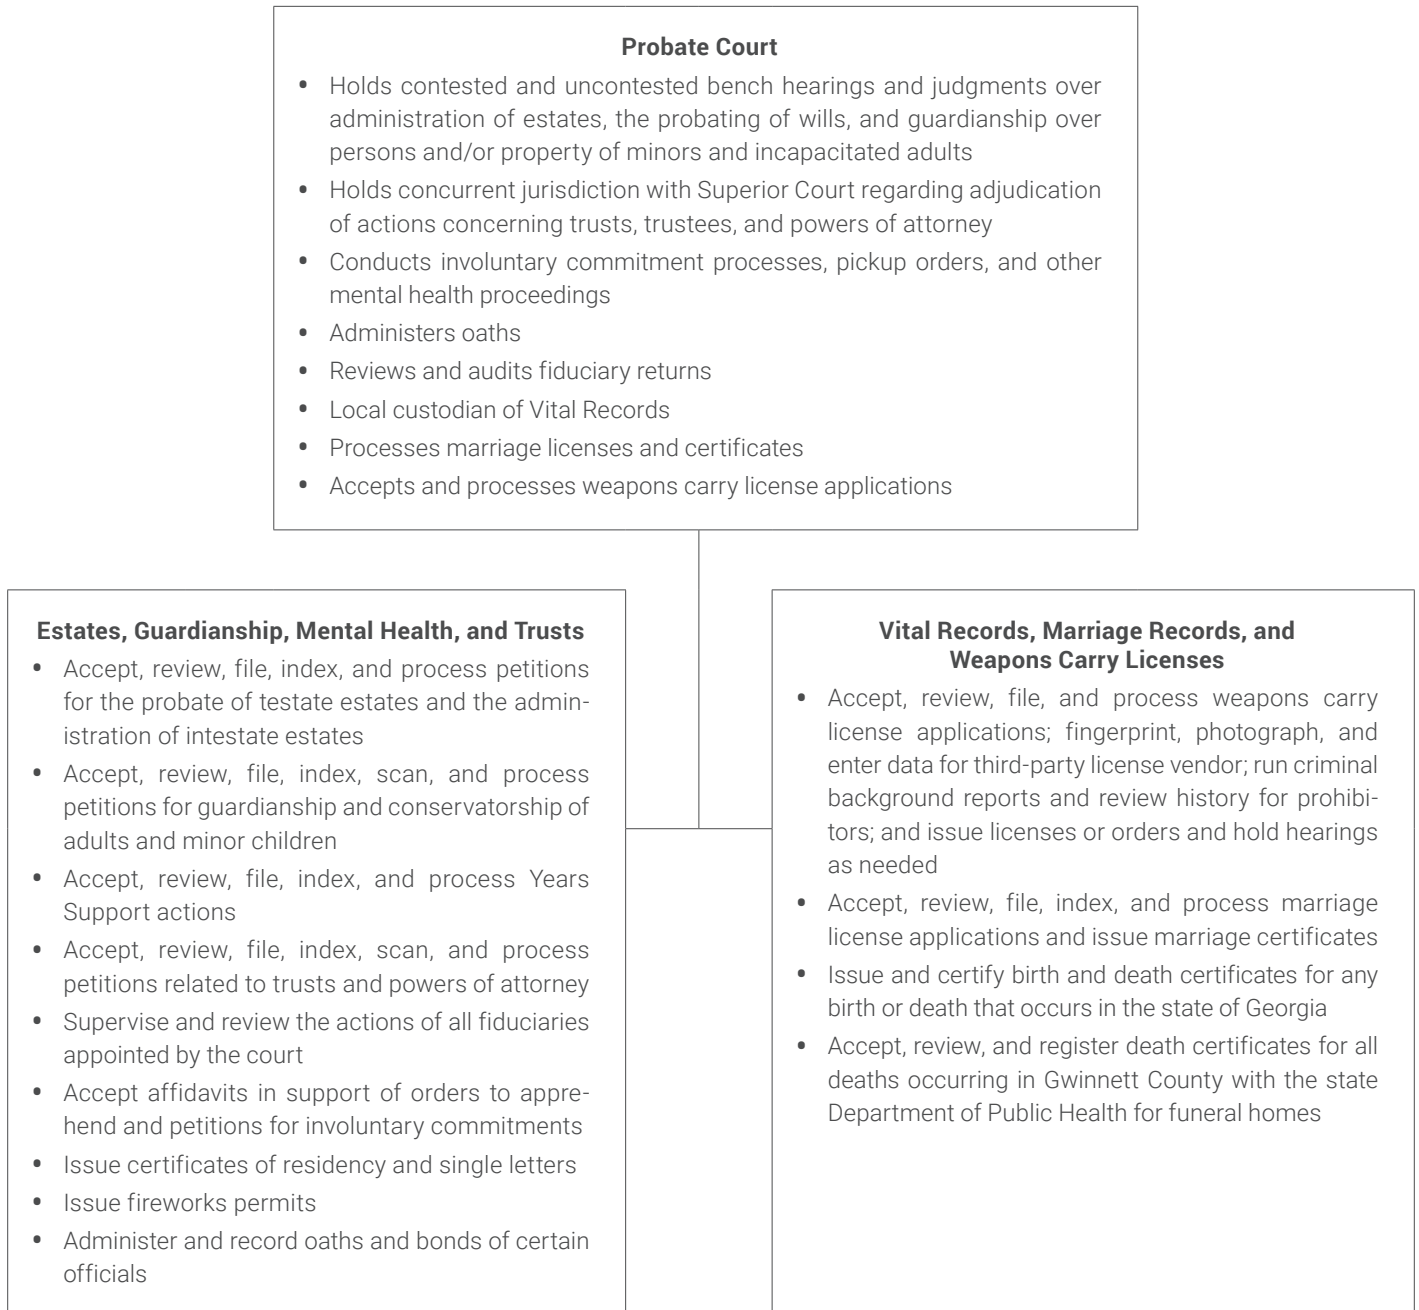 Probate Court
• Holds contested and uncontested bench hearings and judgments over
administration of estates, the probating of wills, and guardianship over
persons and/or property of minors and incapacitated adults
• Holds concurrent jurisdiction with Superior Court regarding adjudication
of actions concerning trusts, trustees, and powers of attorney
• Conducts involuntary commitment processes, pickup orders, and other
mental health proceedings
• Administers oaths
• Reviews and audits fiduciary returns
• Local custodian of Vital Records
• Processes marriage licenses and certificates
• Accepts and processes weapons carry license applications
Estates, Guardianship, Mental Health, and Trusts
• Accept, review, file, index, and process petitions
for the probate of testate estates and the admin-
istration of intestate estates
• Accept, review, file, index, scan, and process
petitions for guardianship and conservatorship of
adults and minor children
• Accept, review, file, index, and process Years
Support actions
• Accept, review, file, index, scan, and process
petitions related to trusts and powers of attorney
• Supervise and review the actions of all fiduciaries
appointed by the court
• Accept affidavits in support of orders to appre-
hend and petitions for involuntary commitments
• Issue certificates of residency and single letters
• Issue fireworks permits
• Administer and record oaths and bonds of certain
officials
Vital Records, Marriage Records, and
Weapons Carry Licenses
• Accept, review, file, and process weapons carry
license applications; fingerprint, photograph, and
enter data for third-party license vendor; run criminal
background reports and review history for prohibi-
tors; and issue licenses or orders and hold hearings
as needed
• Accept, review, file, index, and process marriage
license applications and issue marriage certificates
• Issue and certify birth and death certificates for any
birth or death that occurs in the state of Georgia
• Accept, review, and register death certificates for all
deaths occurring in Gwinnett County with the state
Department of Public Health for funeral homes